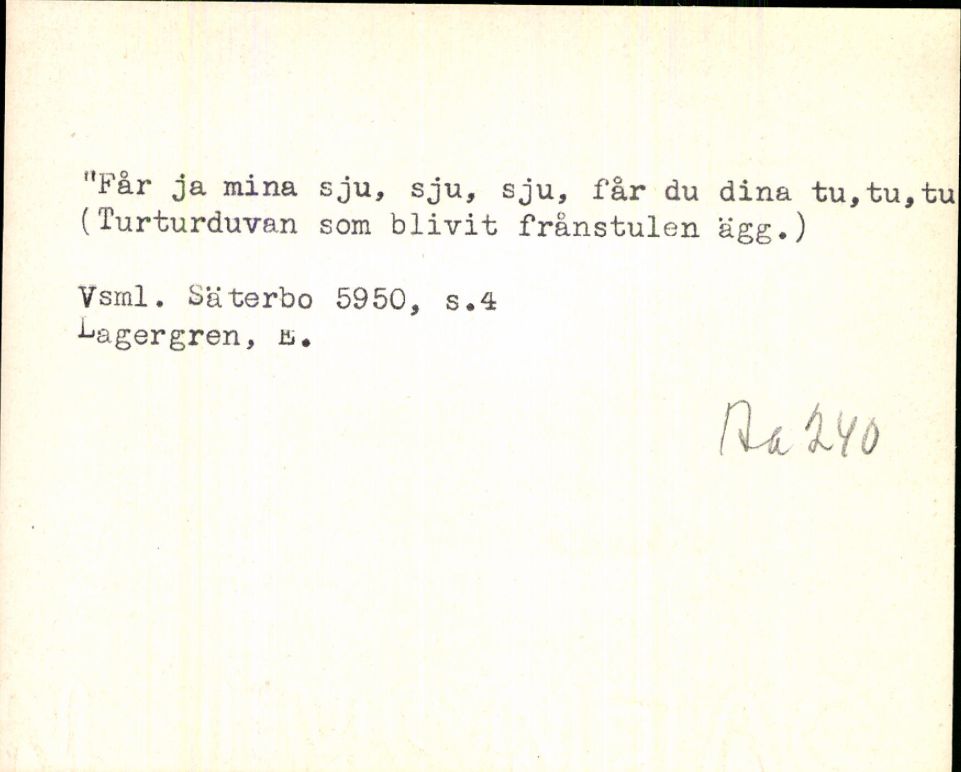 "Får ja mina sju, sju, sju, får du dina tu,tu,tu
(Turturduvan som blivit frånstulen ägg.)
Vsml. Säterbo 5950, s.4
Lagergren, E.
Aa 240